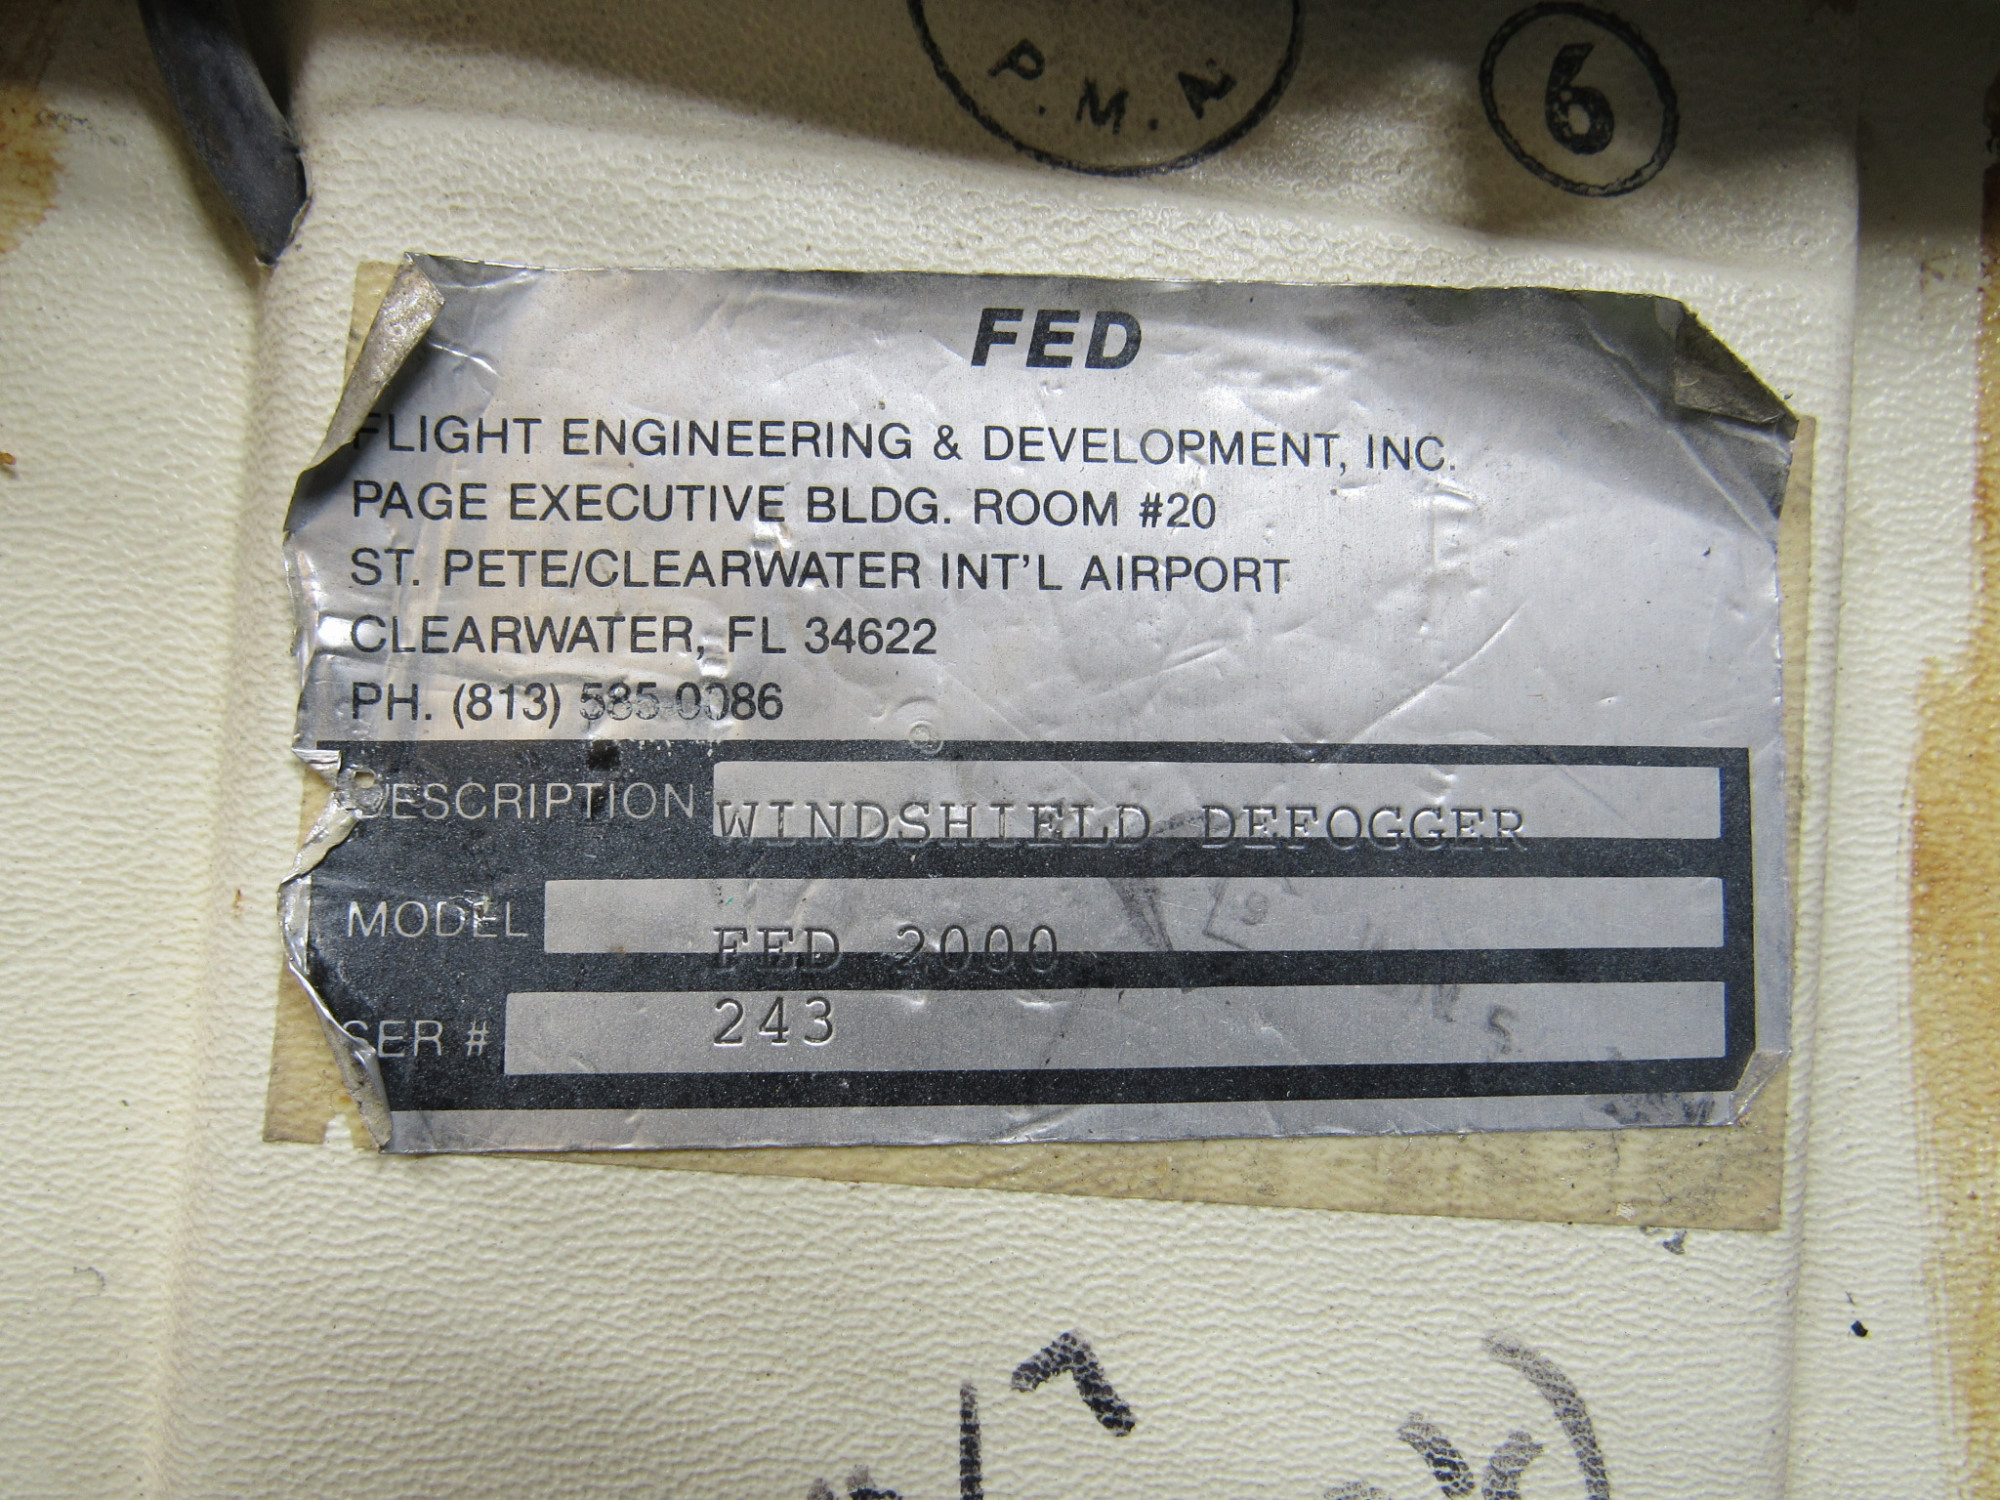 P.M.A
6
FED
FLIGHT ENGINEERING & DEVELOPMENT, INC.
PAGE EXECUTIVE BLDG. ROOM #20
ST. PETE/CLEARWATER INT'L AIRPORT
CLEARWATER, FL 34622
PH. (813) 585-0086
DESCRIPTION WINDSHIELD DEFOGGER
MODEL FED 2000
SER # 243